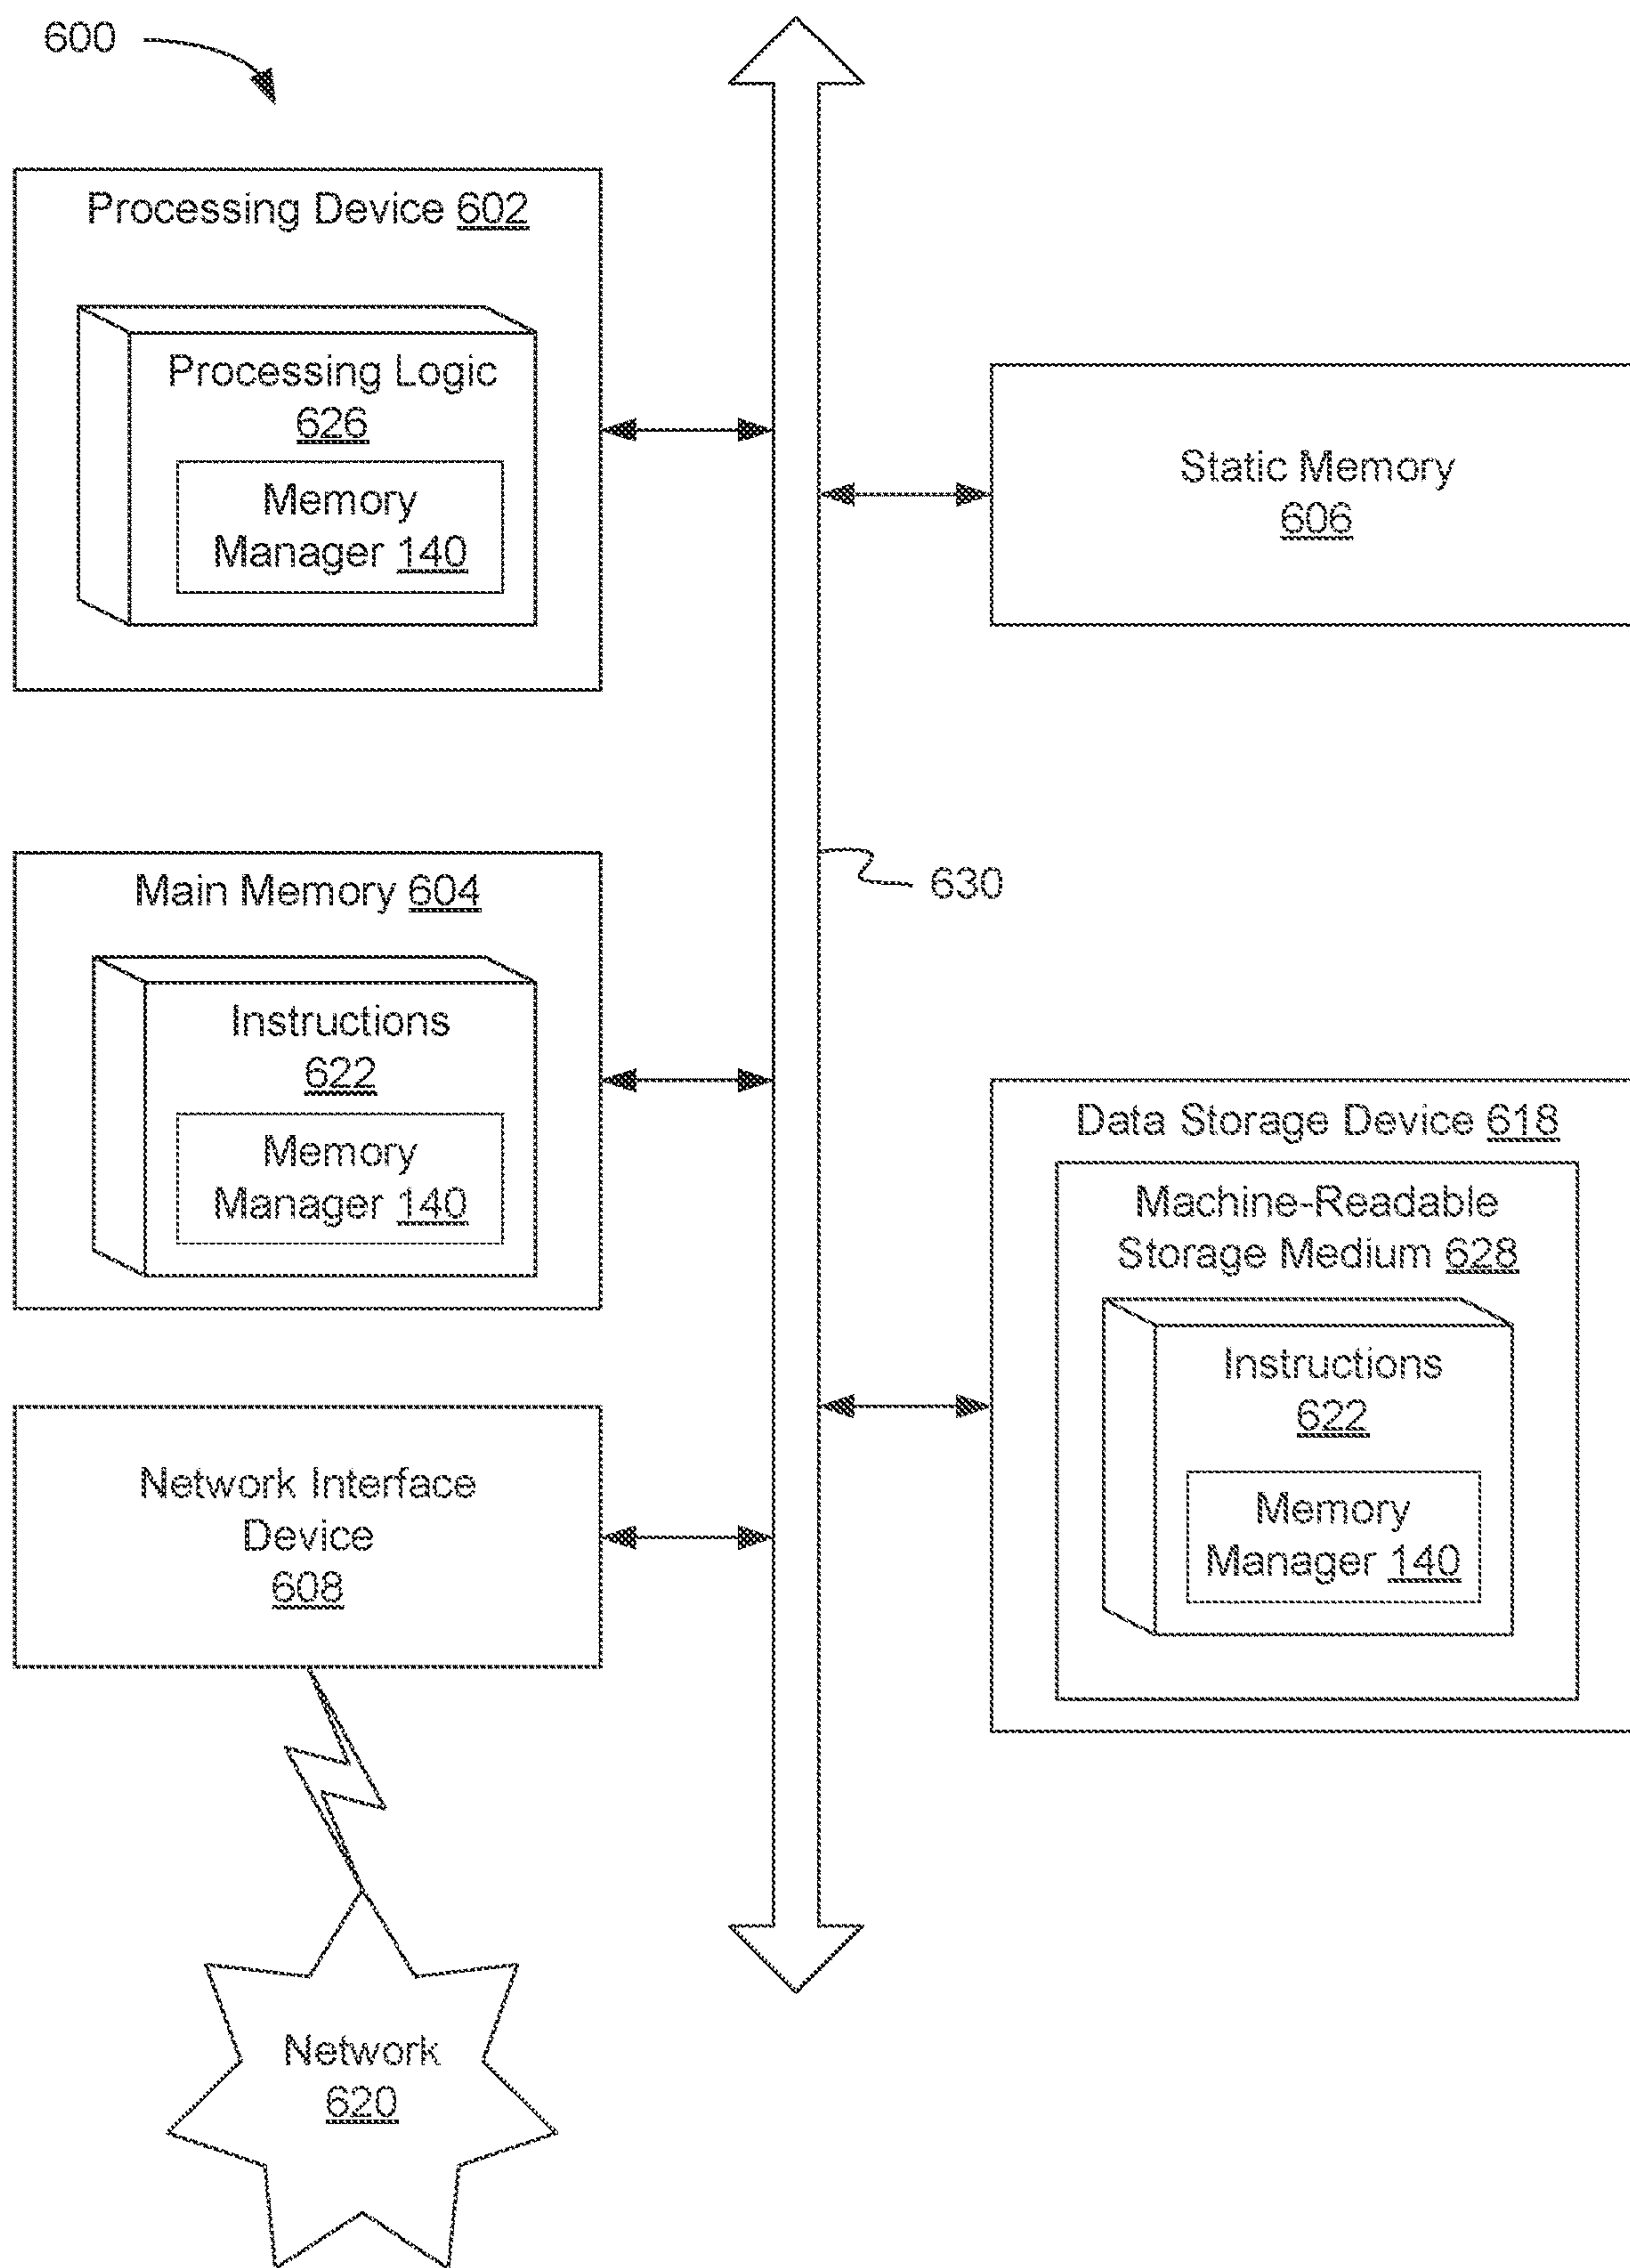 600
Processing Device 602
Processing Logic
626
Memory
Manager 140
Static Memory
606
Main Memory 604
630
Instructions
622
Memory
Manager 140
Data Storage Device 618
Machine-Readable
Storage Medium 628
Instructions
622
Memory
Manager 140
Network Interface
Device
608
Network
620